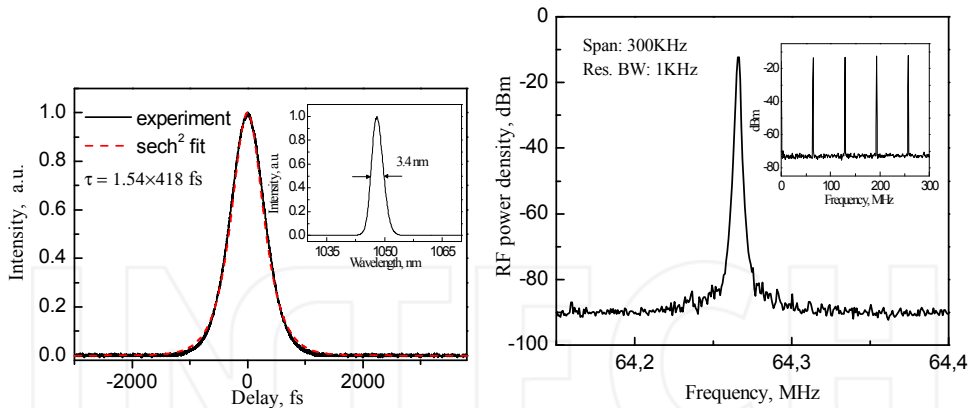 Intensity, a.u.
1.0
0.8
0.6
0.4
0.2
0.0
experiment
sech² fit
τ = 1.54×418 fs
-2000
0
2000
Delay, fs
Intensity, a.u.
1.0
0.8
0.6
0.4
0.2
0.0
3.4 nm
1035
1050
1065
Wavelength, nm
RF power density, dBm
0
-20
-40
-60
-80
-100
Span: 300KHz
Res. BW: 1KHz
64,2
64,3
64,4
Frequency, MHz
dBm
-20
-40
-60
-80
0
100
200
300
Frequency, MHz
INTECH